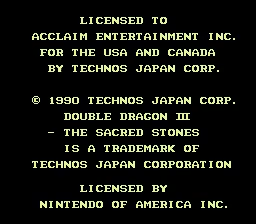 LICENSED TO
ACCLAIM ENTERTAINMENT INC.
FOR THE USA AND CANADA
BY TECHNOS JAPAN CORP.
© 1990 TECHNOS JAPAN CORP.
DOUBLE DRAGON III
- THE SACRED STONES
IS A TRADEMARK OF
TECHNOS JAPAN CORPORATION
LICENSED BY
NINTENDO OF AMERICA INC.